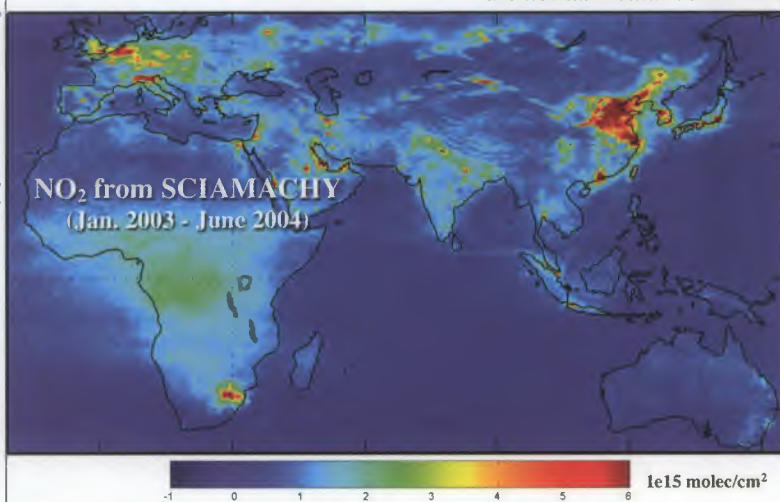 NO₂ from SCIAMACHY
(Jan. 2003 - June 2004)
-1 0 1 2 3 4 5 6
1e15 molec/cm²